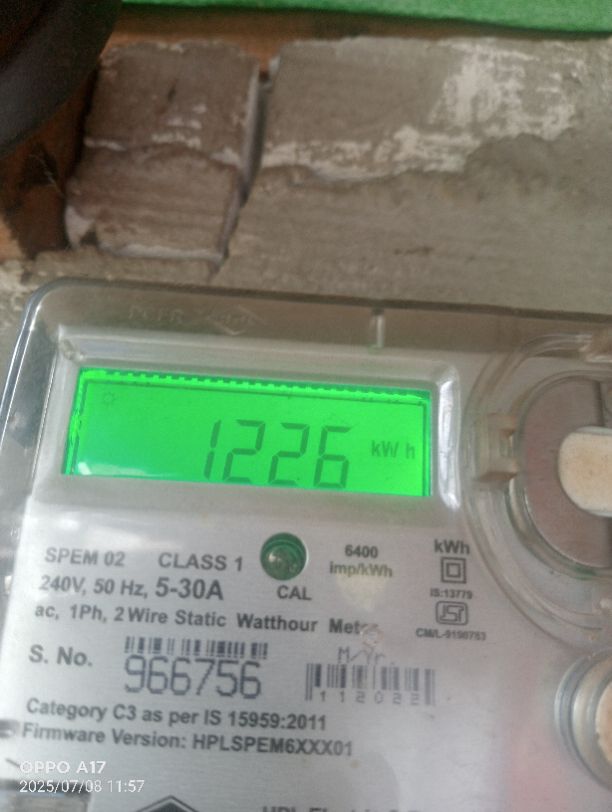 1226 kWh
SPEM 02 CLASS 1
240V, 50 Hz, 5-30A
CAL
6400
imp/kWh
kWh
IS:13779
ac, 1Ph, 2 Wire Static Watthour Meter
S. No.
966756
M/Yr.
112022
Category C3 as per IS 15959:2011
Firmware Version: HPLSPEM6XXX01
OPPO A17
2025/07/08 11:57